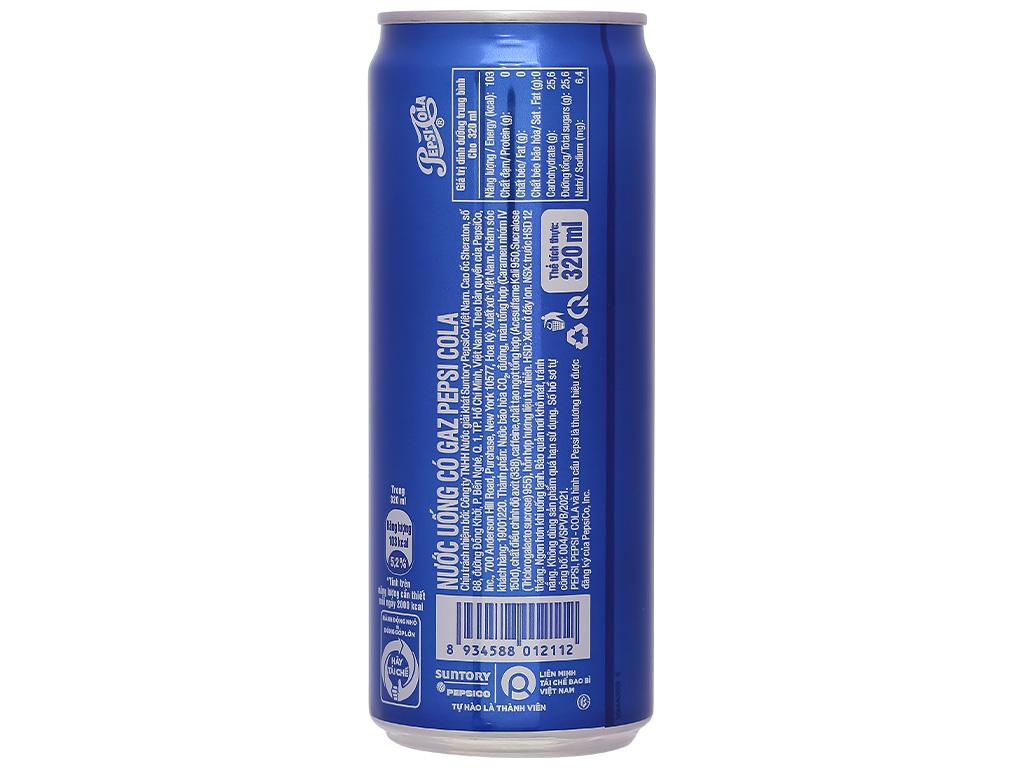 PEPSI-COLA®
Giá trị dinh dưỡng trung bình
Cho 320 ml
Năng lượng / Energy (kcal): 103
Chất đạm/ Protein (g): 0
Chất béo/ Fat (g): 0
Chất béo bão hòa/ Sat . Fat (g):0
Carbohydrate (g): 25,6
Đường tổng/ Total sugars (g): 25,6
Natri/ Sodium (mg): 6,4
NƯỚC UỐNG CÓ GAZ PEPSI COLA
Chịu trách nhiệm bởi: Công ty TNHH Nước giải khát Suntory PepsiCo Việt Nam. Cao ốc Sheraton, số
88, đường Đồng Khởi, P. Bến Nghé, Q. 1, TP. Hồ Chí Minh, Việt Nam. Theo bản quyền của PepsiCo,
Inc., 700 Anderson Hill Road, Purchase, New York 10577, Hoa Kỳ. Xuất xứ: Việt Nam. Chăm sóc
khách hàng: 19001220. Thành phần: Nước bão hòa CO₂, đường, màu tổng hợp (Caramen nhóm IV
150d), chất điều chỉnh độ axit (338), caffeine, chất tạo ngọt tổng hợp (Acesulfame Kali 950, Sucralose
(Triclorogalacto sucrose) 955), hỗn hợp hương liệu tự nhiên. HSD: Xem ở đáy lon. NSX: trước HSD 12
tháng. Ngon hơn khi uống lạnh. Bảo quản nơi khô mát, tránh
nắng. Không dùng sản phẩm quá hạn sử dụng. Số hồ sơ tự
công bố: 004/SPVB/2021.
PEPSI, PEPSI - COLA và hình cầu Pepsi là thương hiệu được
đăng ký của PepsiCo, Inc.
Thể tích thực:
320 ml
Trong
320 ml
Năng lượng
103 kcal
5,2%
*Tính trên
năng lượng cần thiết
mỗi ngày 2000 kcal
HÀNH ĐỘNG NHỎ
ĐÓNG GÓP LỚN
HÃY
TÁI CHẾ
8 934588 012112
SUNTORY
PEPSICO
LIÊN MINH
TÁI CHẾ BAO BÌ
VIỆT NAM
TỰ HÀO LÀ THÀNH VIÊN